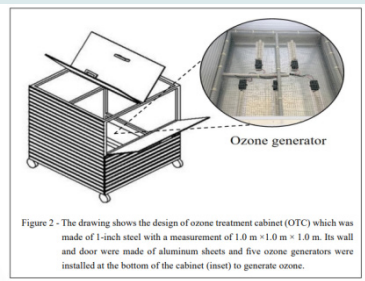 Ozone generator
Figure 2 - The drawing shows the design of ozone treatment cabinet (OTC) which was
made of 1-inch steel with a measurement of 1.0 m ×1.0 m × 1.0 m. Its wall
and door were made of aluminum sheets and five ozone generators were
installed at the bottom of the cabinet (inset) to generate ozone.